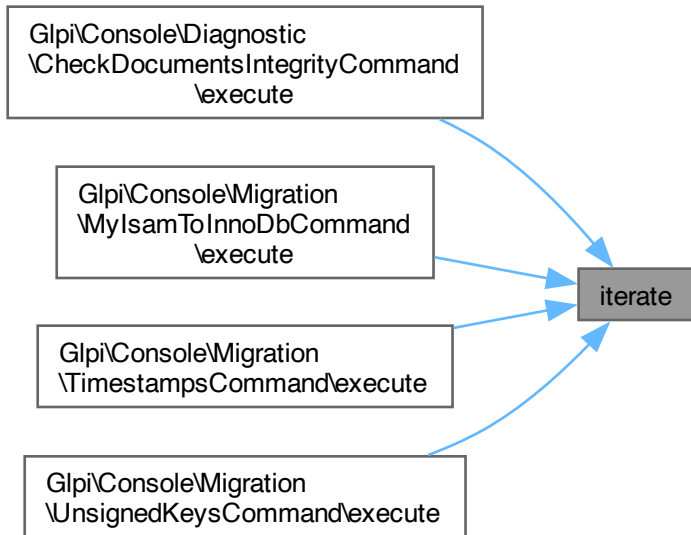 Glpi\Console\Diagnostic
\CheckDocumentsIntegrityCommand
\execute
Glpi\Console\Migration
\MyIsamToInnoDbCommand
\execute
iterate
Glpi\Console\Migration
\TimestampsCommand\execute
Glpi\Console\Migration
\UnsignedKeysCommand\execute